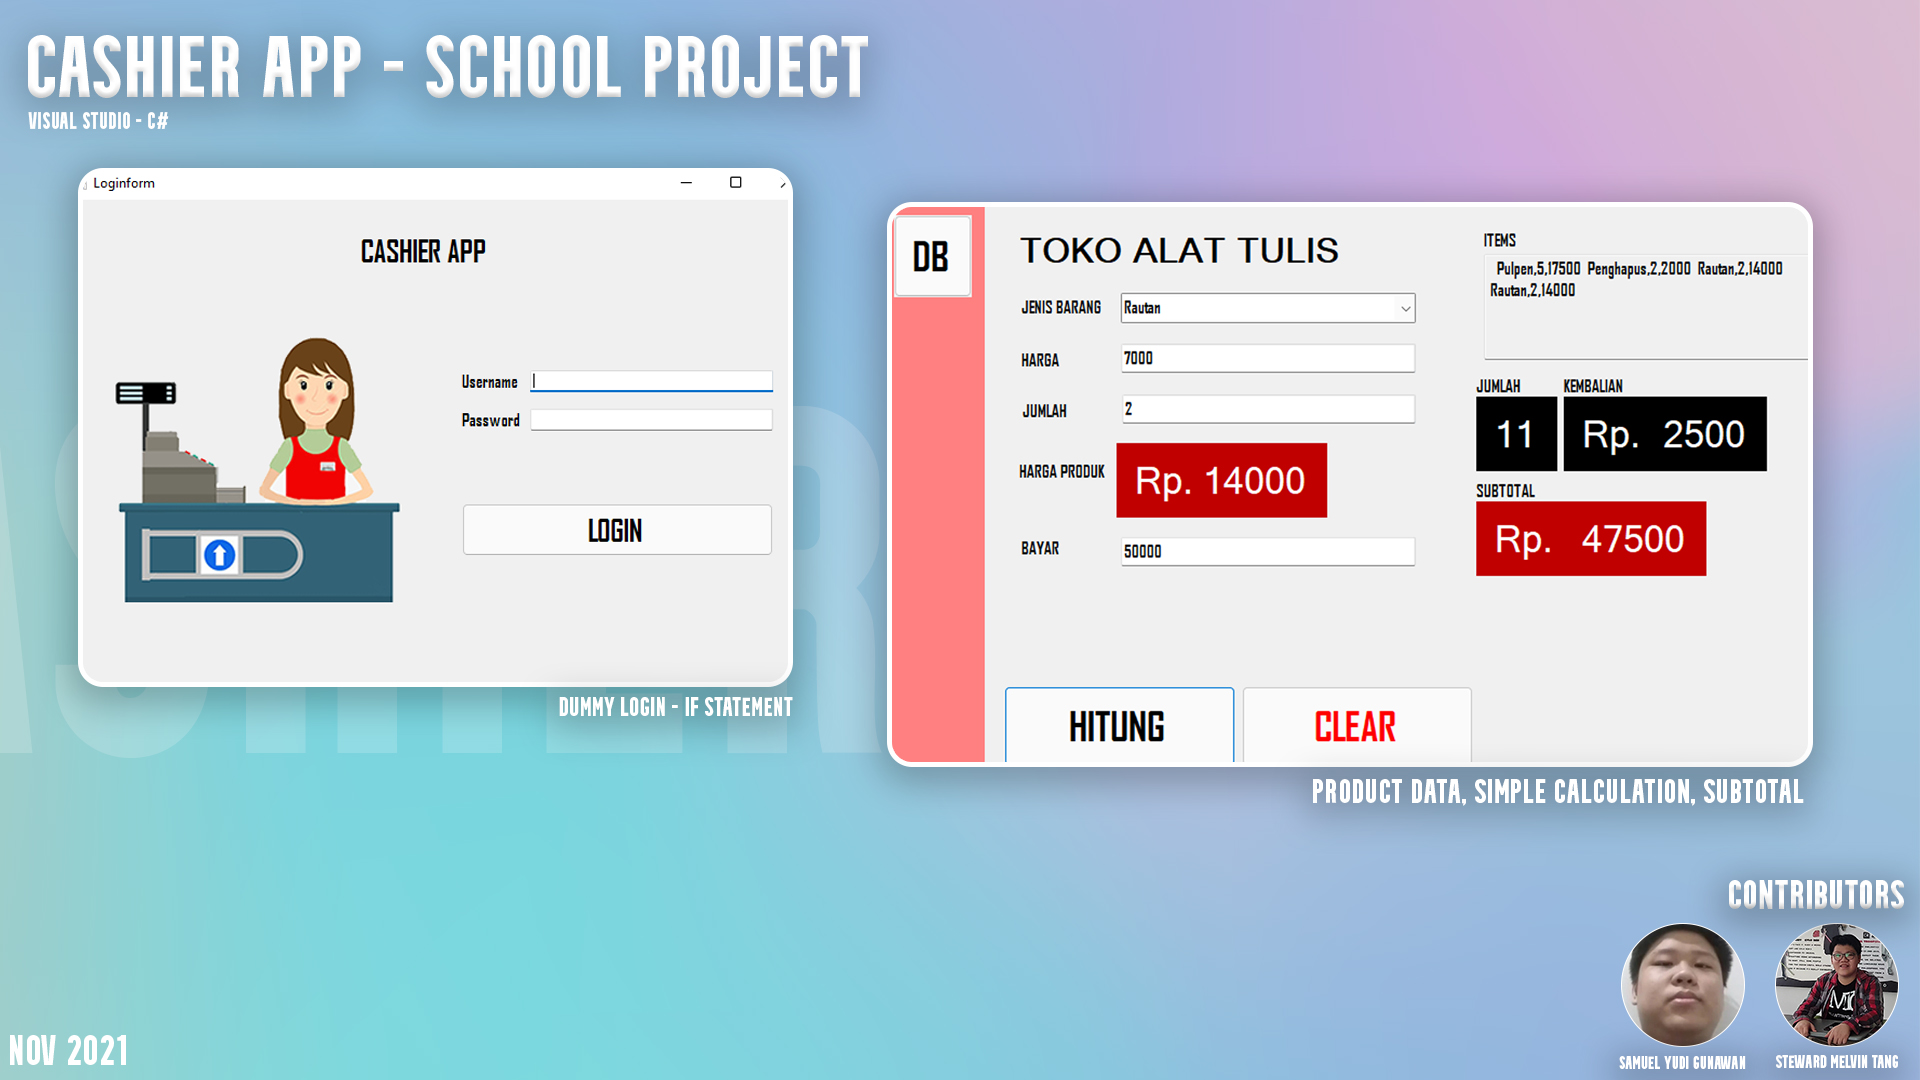 CASHIER APP - SCHOOL PROJECT
VISUAL STUDIO - C#
Loginform
CASHIER APP
Username
Password
LOGIN
DUMMY LOGIN - IF STATEMENT
DB
TOKO ALAT TULIS
JENIS BARANG Rautan
HARGA 7000
JUMLAH 2
HARGA PRODUK Rp. 14000
BAYAR 50000
HITUNG CLEAR
ITEMS
Pulpen,5,17500 Penghapus,2,2000 Rautan,2,14000
Rautan,2,14000
JUMLAH KEMBALIAN
11 Rp. 2500
SUBTOTAL
Rp. 47500
PRODUCT DATA, SIMPLE CALCULATION, SUBTOTAL
CONTRIBUTORS
SAMUEL YUDI GUNAWAN STEWARD MELVIN TANG
NOV 2021